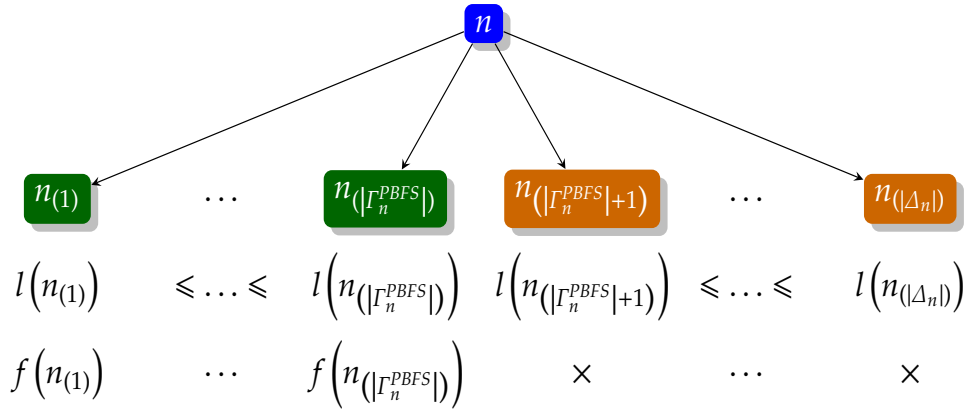 n
n₍₁₎ ⋯ n₍|Γₙ^{PBFS}|₎ n₍|Γₙ^{PBFS}|+1₎ ⋯ n₍|Δₙ|₎
l(n₍₁₎) ⩽ … ⩽ l(n₍|Γₙ^{PBFS}|₎) l(n₍|Γₙ^{PBFS}|+1₎) ⩽ … ⩽ l(n₍|Δₙ|₎)
f(n₍₁₎) ⋯ f(n₍|Γₙ^{PBFS}|₎) × ⋯ ×